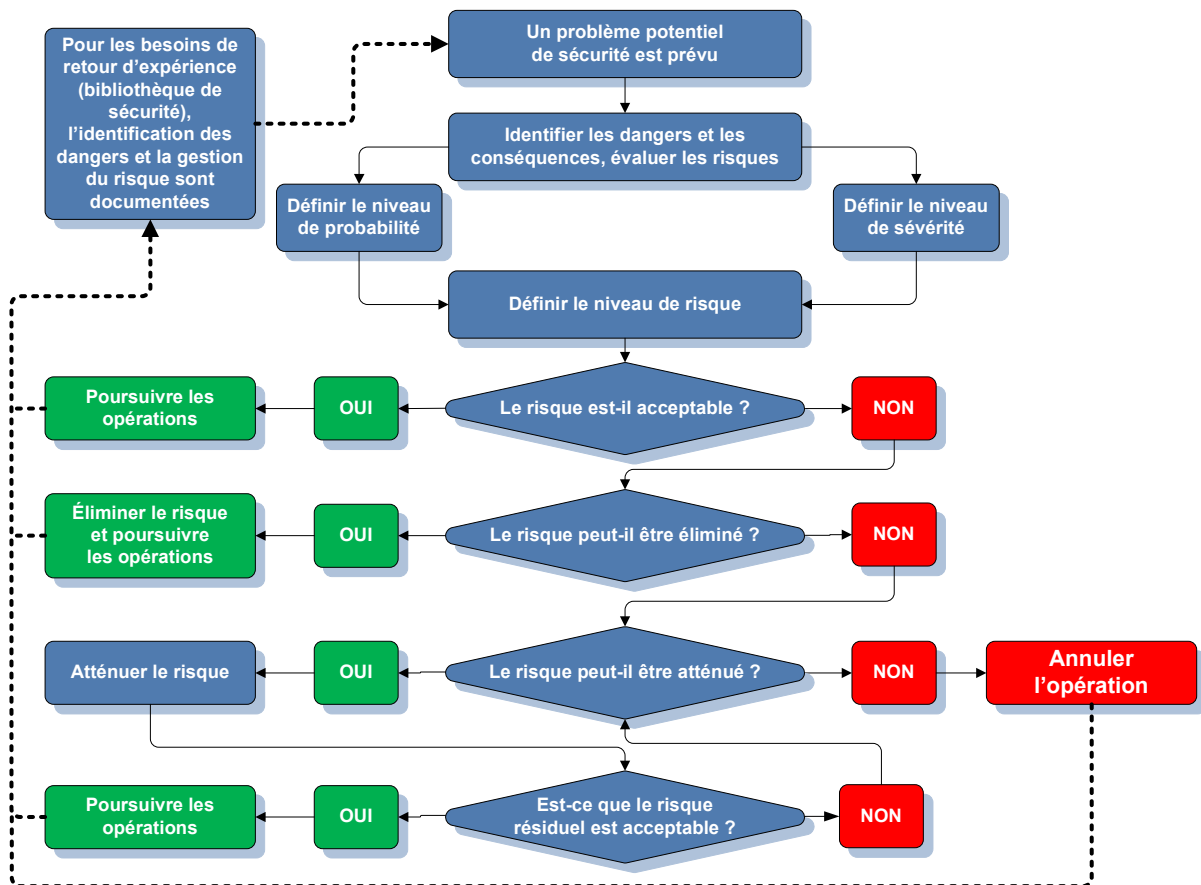 Pour les besoins de
retour d’expérience
(bibliothèque de
sécurité),
l’identification des
dangers et la gestion
du risque sont
documentées
Un problème potentiel
de sécurité est prévu
Identifier les dangers et les
conséquences, évaluer les risques
Définir le niveau
de probabilité
Définir le niveau
de sévérité
Définir le niveau de risque
Poursuivre les
opérations
OUI
Le risque est-il acceptable ?
NON
Éliminer le risque
et poursuivre
les opérations
OUI
Le risque peut-il être éliminé ?
NON
Atténuer le risque
OUI
Le risque peut-il être atténué ?
NON
Annuler
l’opération
Poursuivre les
opérations
OUI
Est-ce que le risque
résiduel est acceptable ?
NON